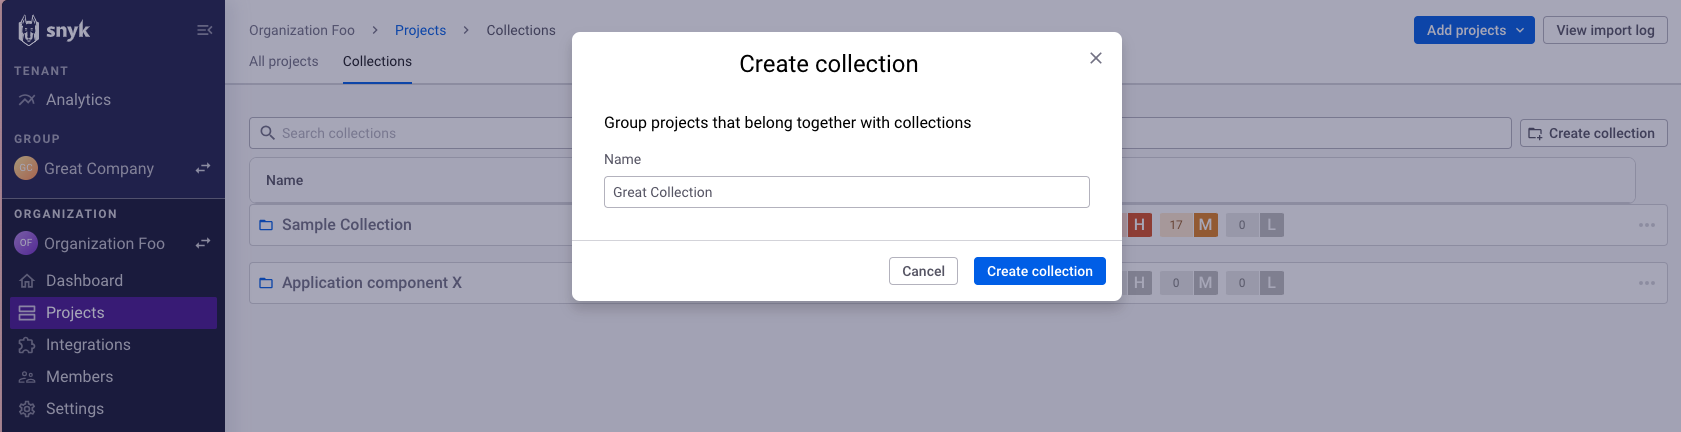 snyk
TENANT
Analytics
GROUP
GC Great Company
ORGANIZATION
OF Organization Foo
Dashboard
Projects
Integrations
Members
Settings
Organization Foo > Projects > Collections
Add projects
View import log
All projects Collections
Search collections
Create collection
Name
Sample Collection
H 17 M 0 L
Application component X
H 0 M 0 L
Create collection
Group projects that belong together with collections
Name
Great Collection
Cancel Create collection